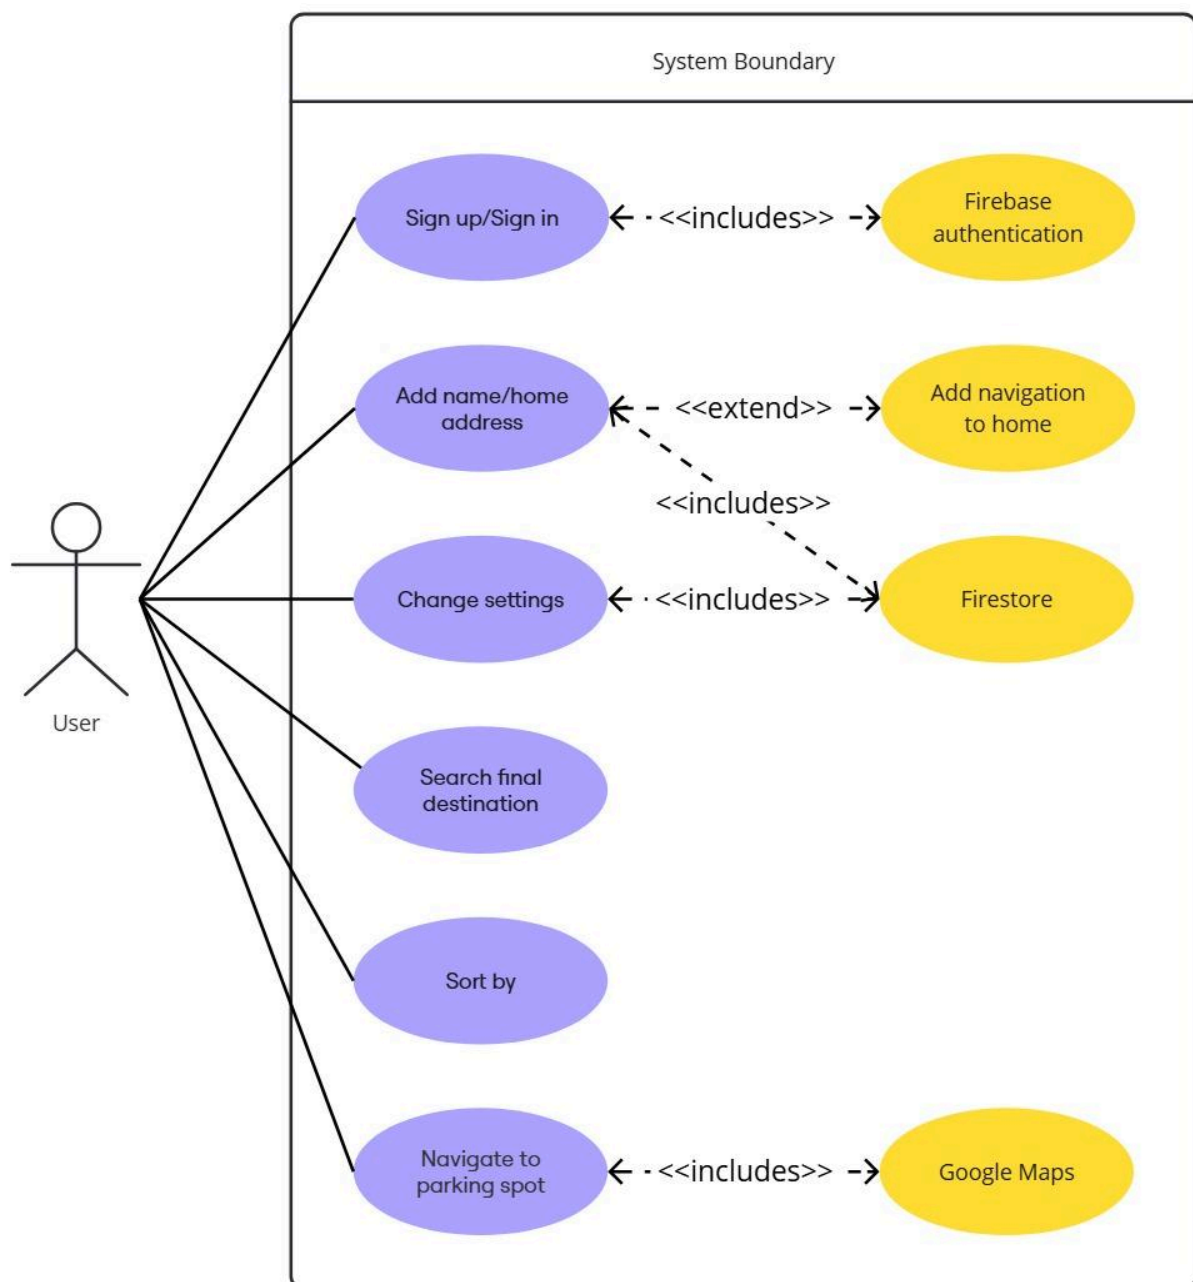 System Boundary
Sign up/Sign in
<<includes>>
Firebase
authentication
Add name/home
address
<<extend>>
Add navigation
to home
<<includes>>
Change settings
<<includes>>
Firestore
User
Search final
destination
Sort by
Navigate to
parking spot
<<includes>>
Google Maps